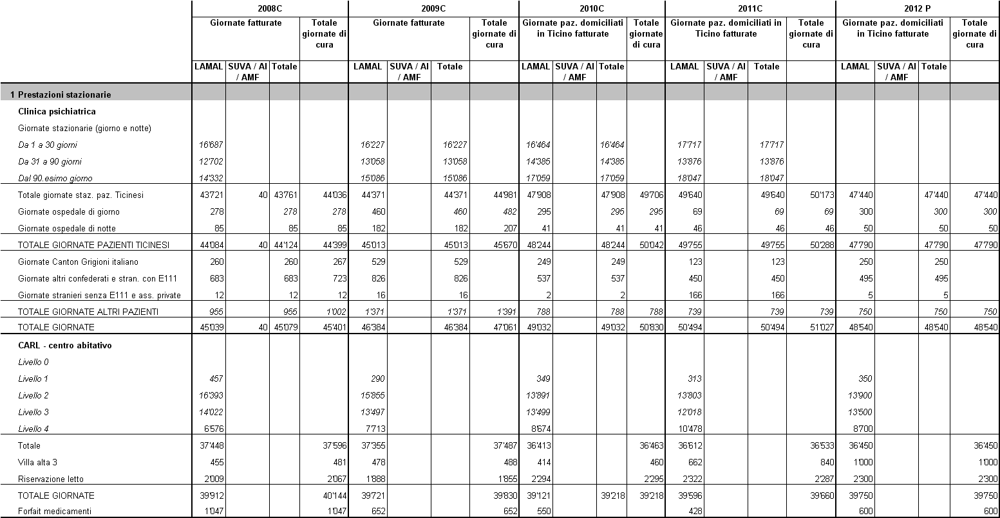 2008C 2009C 2010C 2011C 2012 P
Giornate fatturate Totale giornate di cura Giornate fatturate Totale giornate di cura Giornate paz. domiciliati in Ticino fatturate Totale giornate di cura Giornate paz. domiciliati in Ticino fatturate Totale giornate di cura Giornate paz. domiciliati in Ticino fatturate Totale giornate di cura
LAMAL SUVA / AI / AMF Totale LAMAL SUVA / AI / AMF Totale LAMAL SUVA / AI / AMF Totale LAMAL SUVA / AI / AMF Totale LAMAL SUVA / AI / AMF Totale
1 Prestazioni stazionarie
Clinica psichiatrica
Giornate stazionarie (giorno e notte)
Da 1 a 30 giorni 16'687 16'227 16'227 16'464 16'464 17'717 17'717
Da 31 a 90 giorni 12'702 13'058 13'058 14'385 14'385 13'876 13'876
Dal 90.esimo giorno 14'332 15'086 15'086 17'059 17'059 18'047 18'047
Totale giornate staz. paz. Ticinesi 43'721 40 43'761 44'036 44'371 44'371 44'981 47'908 47'908 49'706 49'640 49'640 50'173 47'440 47'440 47'440
Giornate ospedale di giorno 278 278 278 460 460 482 295 295 295 69 69 69 300 300 300
Giornate ospedale di notte 85 85 85 182 182 207 41 41 41 46 46 46 50 50 50
TOTALE GIORNATE PAZIENTI TICINESI 44'084 40 44'124 44'399 45'013 45'013 45'670 48'244 48'244 50'042 49'755 49'755 50'288 47'790 47'790 47'790
Giornate Canton Grigioni italiano 260 260 267 529 529 249 249 123 123 250 250
Giornate altri confederati e stran. con E111 683 683 723 826 826 537 537 450 450 495 495
Giornate stranieri senza E111 e ass. private 12 12 12 16 16 2 2 166 166 5 5
TOTALE GIORNATE ALTRI PAZIENTI 955 955 1'002 1'371 1'371 1'391 788 788 788 739 739 739 750 750 750
TOTALE GIORNATE 45'039 40 45'079 45'401 46'384 46'384 47'061 49'032 49'032 50'830 50'494 50'494 51'027 48'540 48'540 48'540
CARL - centro abitativo
Livello 0
Livello 1 457 290 349 313 350
Livello 2 16'393 15'855 13'891 13'803 13'900
Livello 3 14'022 13'497 13'499 12'018 13'500
Livello 4 6'576 7'713 8'674 10'478 8'700
Totale 37'448 37'596 37'355 37'487 36'413 36'463 36'612 36'533 36'450 36'450
Villa alta 3 455 481 478 488 414 460 662 840 1'000 1'000
Riservazione letto 2'009 2'067 1'888 1'855 2'294 2'295 2'322 2'287 2'300 2'300
TOTALE GIORNATE 39'912 40'144 39'721 39'830 39'121 39'218 39'218 39'596 39'660 39'750 39'750
Forfait medicamenti 1'047 1'047 652 652 550 428 600 600